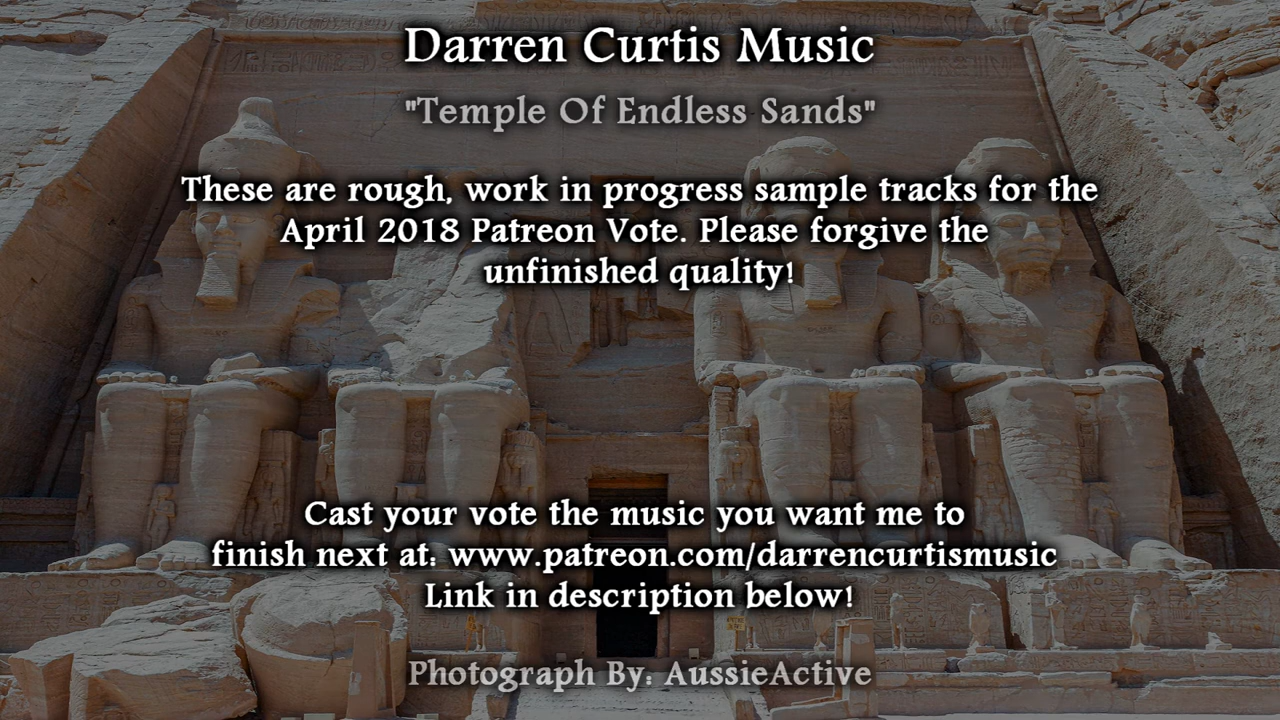 Darren Curtis Music
"Temple Of Endless Sands"
These are rough, work in progress sample tracks for the
April 2018 Patreon Vote. Please forgive the
unfinished quality!
Cast your vote the music you want me to
finish next at: www.patreon.com/darrencurtismusic
Link in description below!
Photograph By: AussieActive